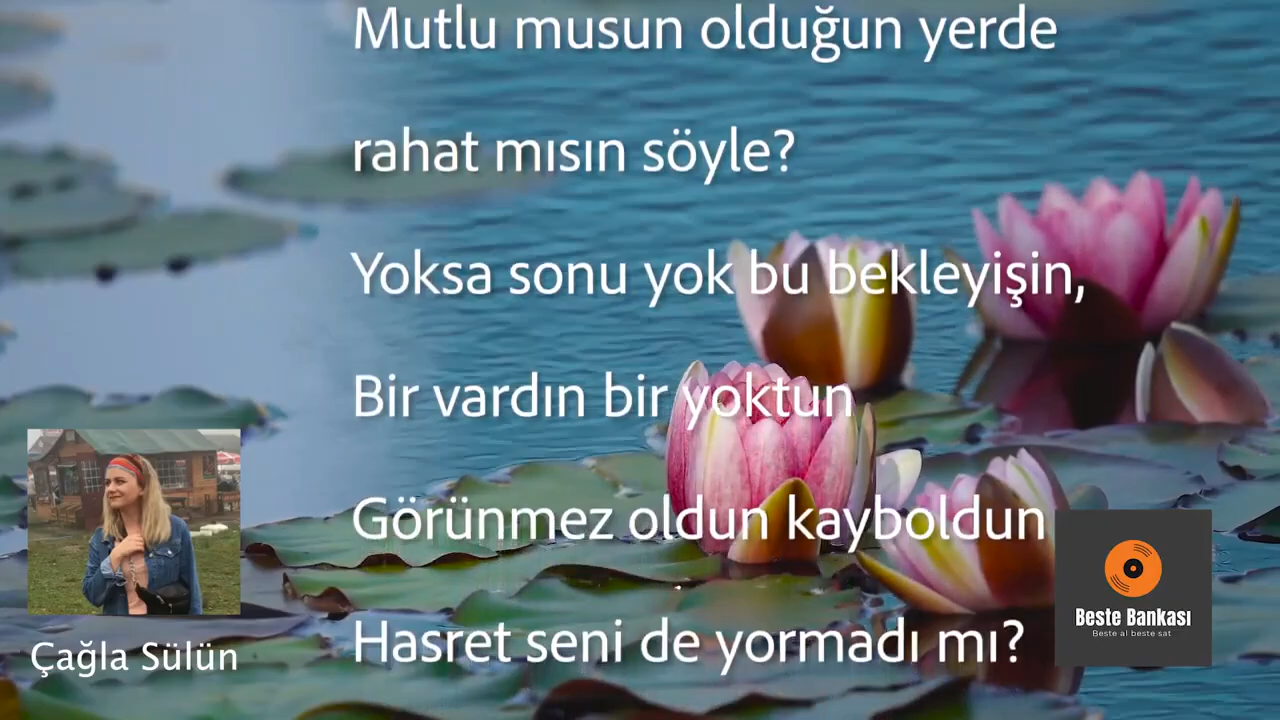 Mutlu musun olduğun yerde
rahat mısın söyle?
Yoksa sonu yok bu bekleyişin,
Bir vardın bir yoktun
Görünmez oldun kayboldun
Hasret seni de yormadı mı?
Çağla Sülün
Beste Bankası
Beste al beste sat